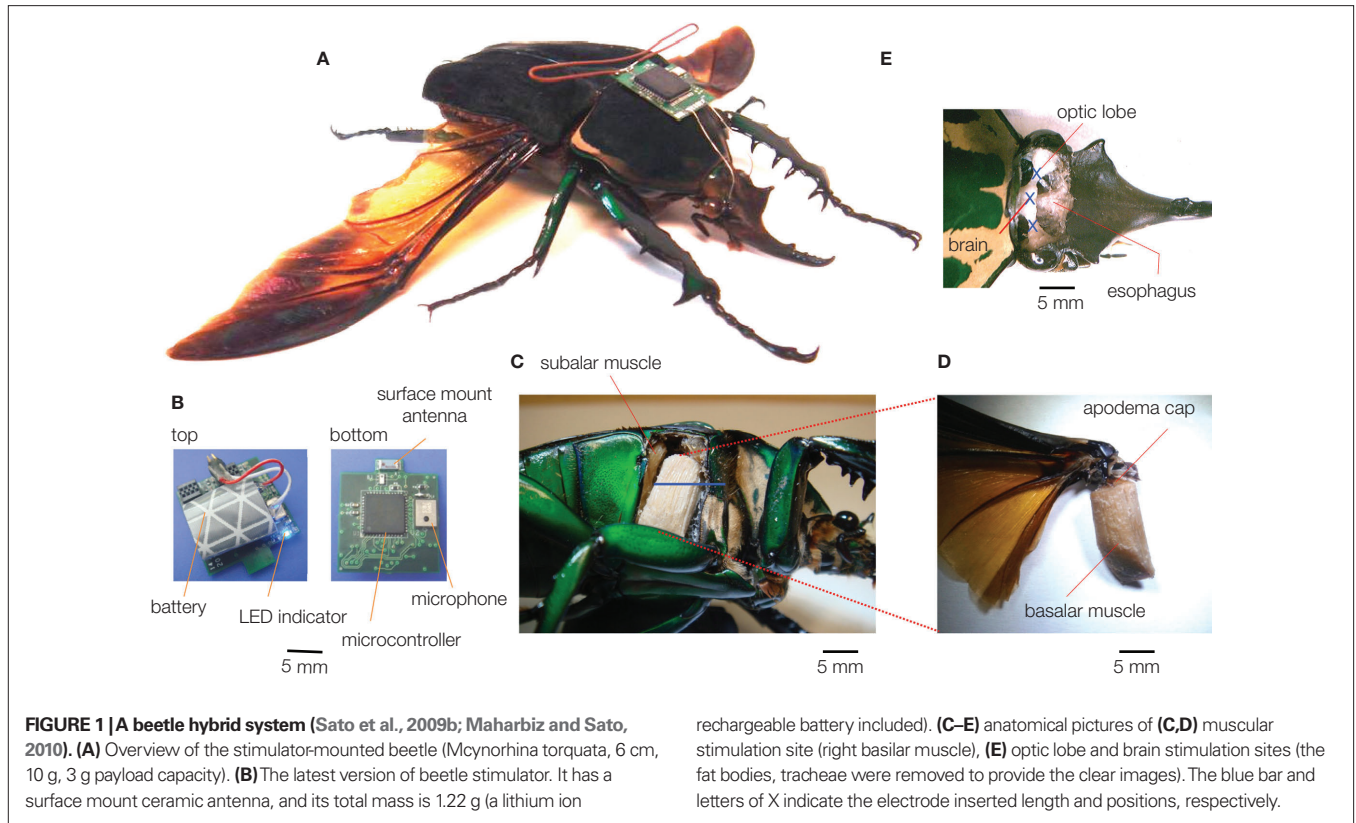 A
E
optic lobe
brain
esophagus
5 mm
B
top
bottom
surface mount
antenna
battery
LED indicator
microcontroller
microphone
5 mm
C
subalar muscle
5 mm
D
apodema cap
basalar muscle
5 mm
FIGURE 1 | A beetle hybrid system (Sato et al., 2009b; Maharbiz and Sato,
2010). (A) Overview of the stimulator-mounted beetle (Mcynorhina torquata, 6 cm,
10 g, 3 g payload capacity). (B) The latest version of beetle stimulator. It has a
surface mount ceramic antenna, and its total mass is 1.22 g (a lithium ion
rechargeable battery included). (C–E) anatomical pictures of (C,D) muscular
stimulation site (right basilar muscle), (E) optic lobe and brain stimulation sites (the
fat bodies, tracheae were removed to provide the clear images). The blue bar and
letters of X indicate the electrode inserted length and positions, respectively.